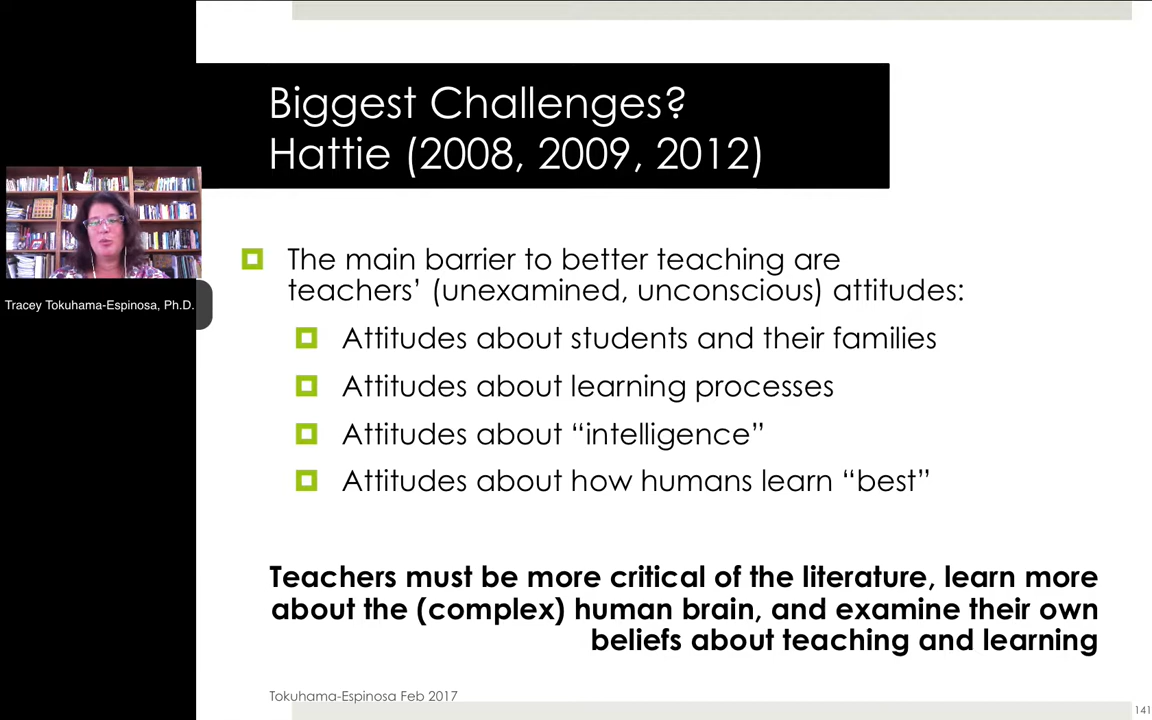 Biggest Challenges?
Hattie (2008, 2009, 2012)
Tracey Tokuhama-Espinosa, Ph.D.
The main barrier to better teaching are
teachers’ (unexamined, unconscious) attitudes:
Attitudes about students and their families
Attitudes about learning processes
Attitudes about “intelligence”
Attitudes about how humans learn “best”
Teachers must be more critical of the literature, learn more
about the (complex) human brain, and examine their own
beliefs about teaching and learning
Tokuhama-Espinosa Feb 2017
141